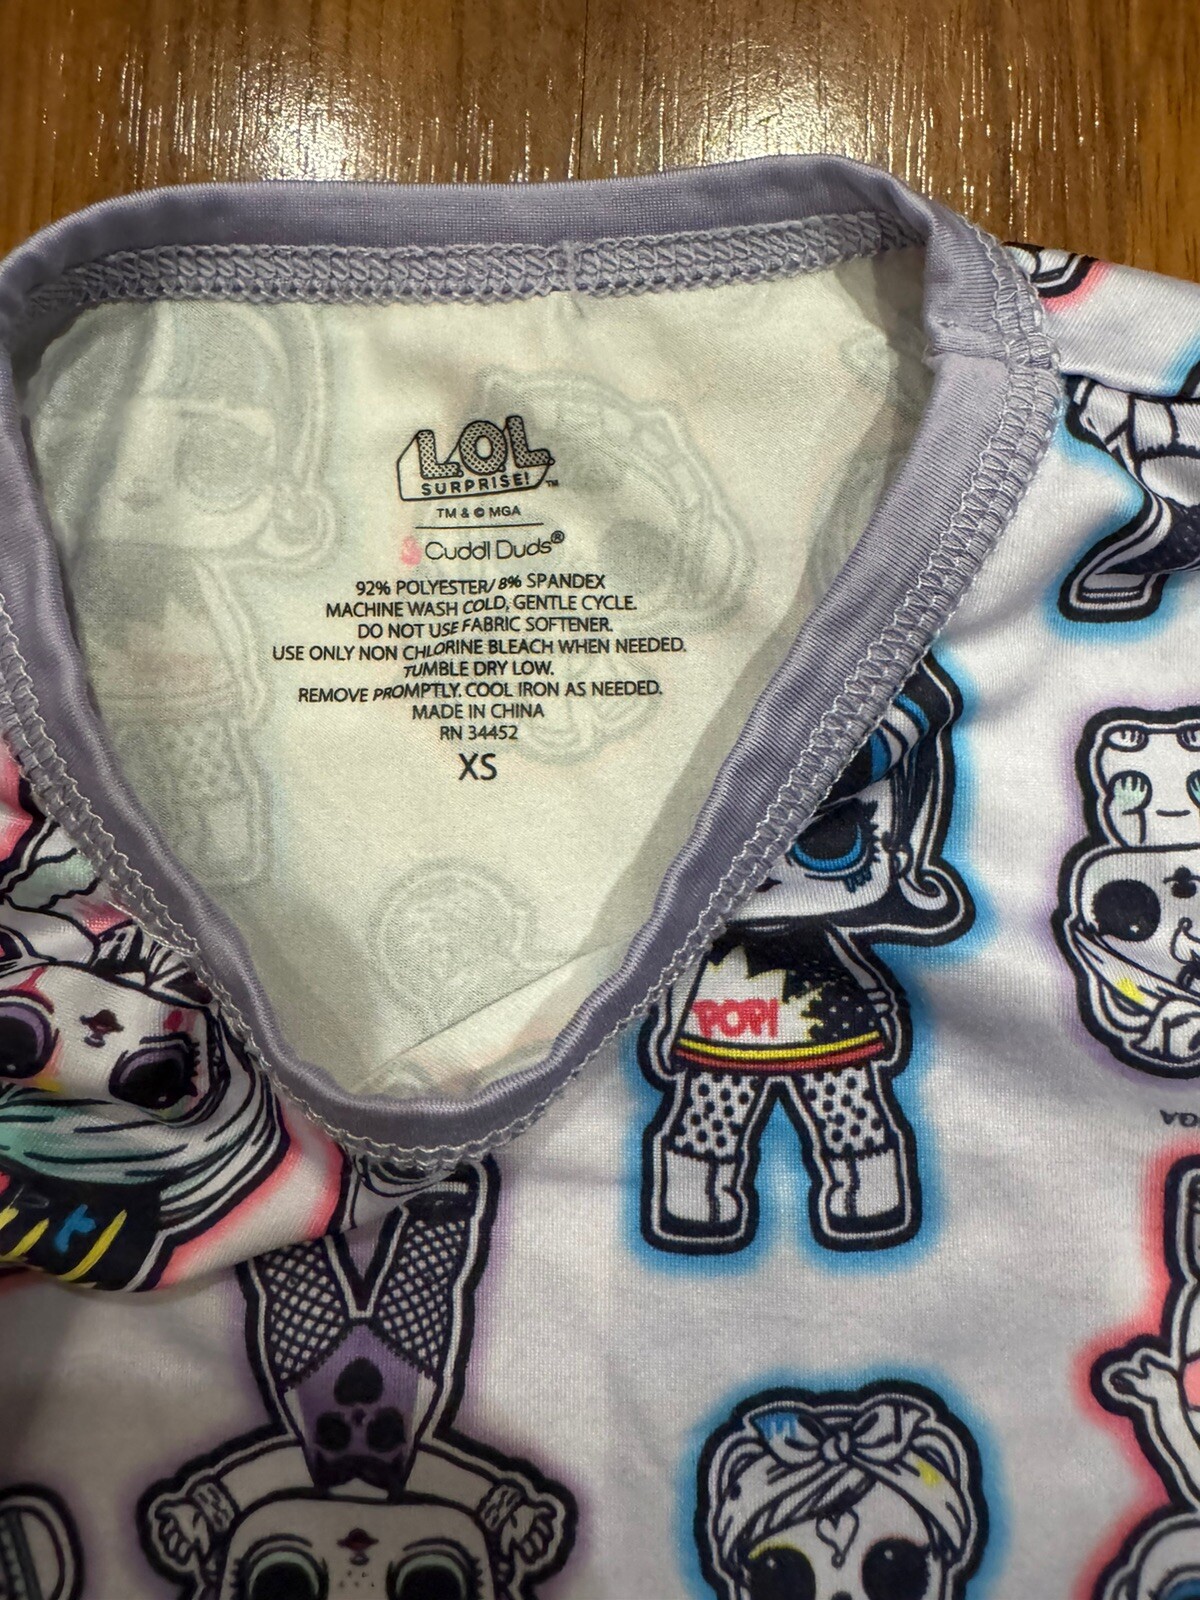 L.O.L.
SURPRISE!™
TM & © MGA
Cuddl Duds®
92% POLYESTER/8% SPANDEX
MACHINE WASH COLD, GENTLE CYCLE.
DO NOT USE FABRIC SOFTENER.
USE ONLY NON CHLORINE BLEACH WHEN NEEDED.
TUMBLE DRY LOW.
REMOVE PROMPTLY. COOL IRON AS NEEDED.
MADE IN CHINA
RN 34452
XS
POP!